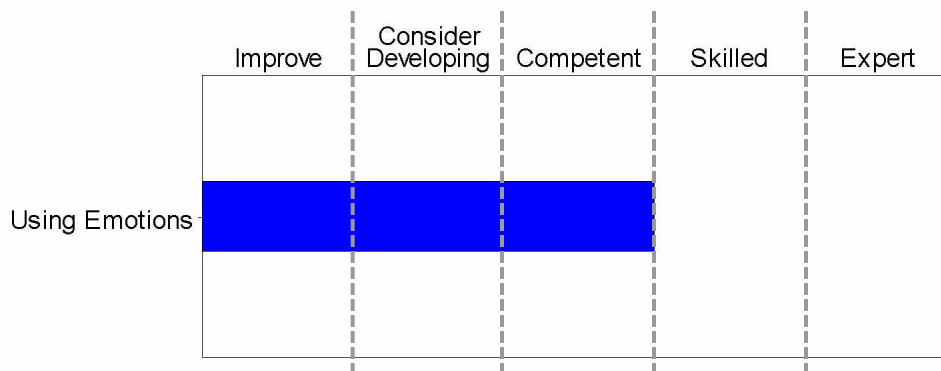 Improve
Consider
Developing
Competent
Skilled
Expert
Using Emotions